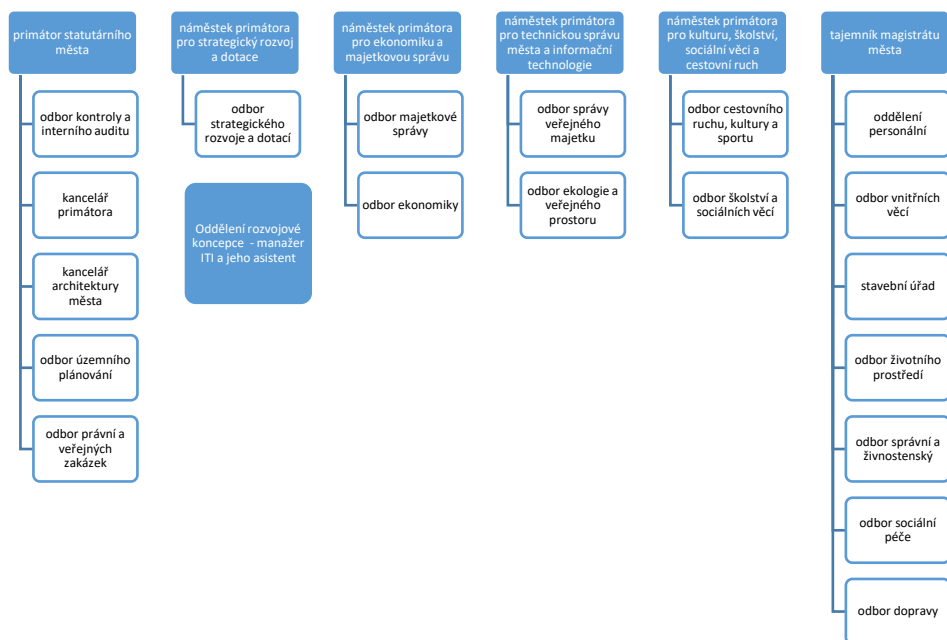 primátor statutárního
města
odbor kontroly a
interního auditu
kancelář
primátora
kancelář
architektury
města
odbor územního
plánování
odbor právní a
veřejných
zakázek
náměstek primátora
pro strategický rozvoj
a dotace
odbor
strategického
rozvoje a dotací
Oddělení rozvojové
koncepce - manažer
ITI a jeho asistent
náměstek primátora
pro ekonomiku a
majetkovou správu
odbor majetkové
správy
odbor ekonomiky
náměstek primátora
pro technickou správu
města a informační
technologie
odbor správy
veřejného
majetku
odbor ekologie a
veřejného
prostoru
náměstek primátora
pro kulturu, školství,
sociální věci a
cestovní ruch
odbor cestovního
ruchu, kultury a
sportu
odbor školství a
sociálních věcí
tajemník magistrátu
města
oddělení
personální
odbor vnitřních
věcí
stavební úřad
odbor životního
prostředí
odbor správní a
živnostenský
odbor sociální
péče
odbor dopravy